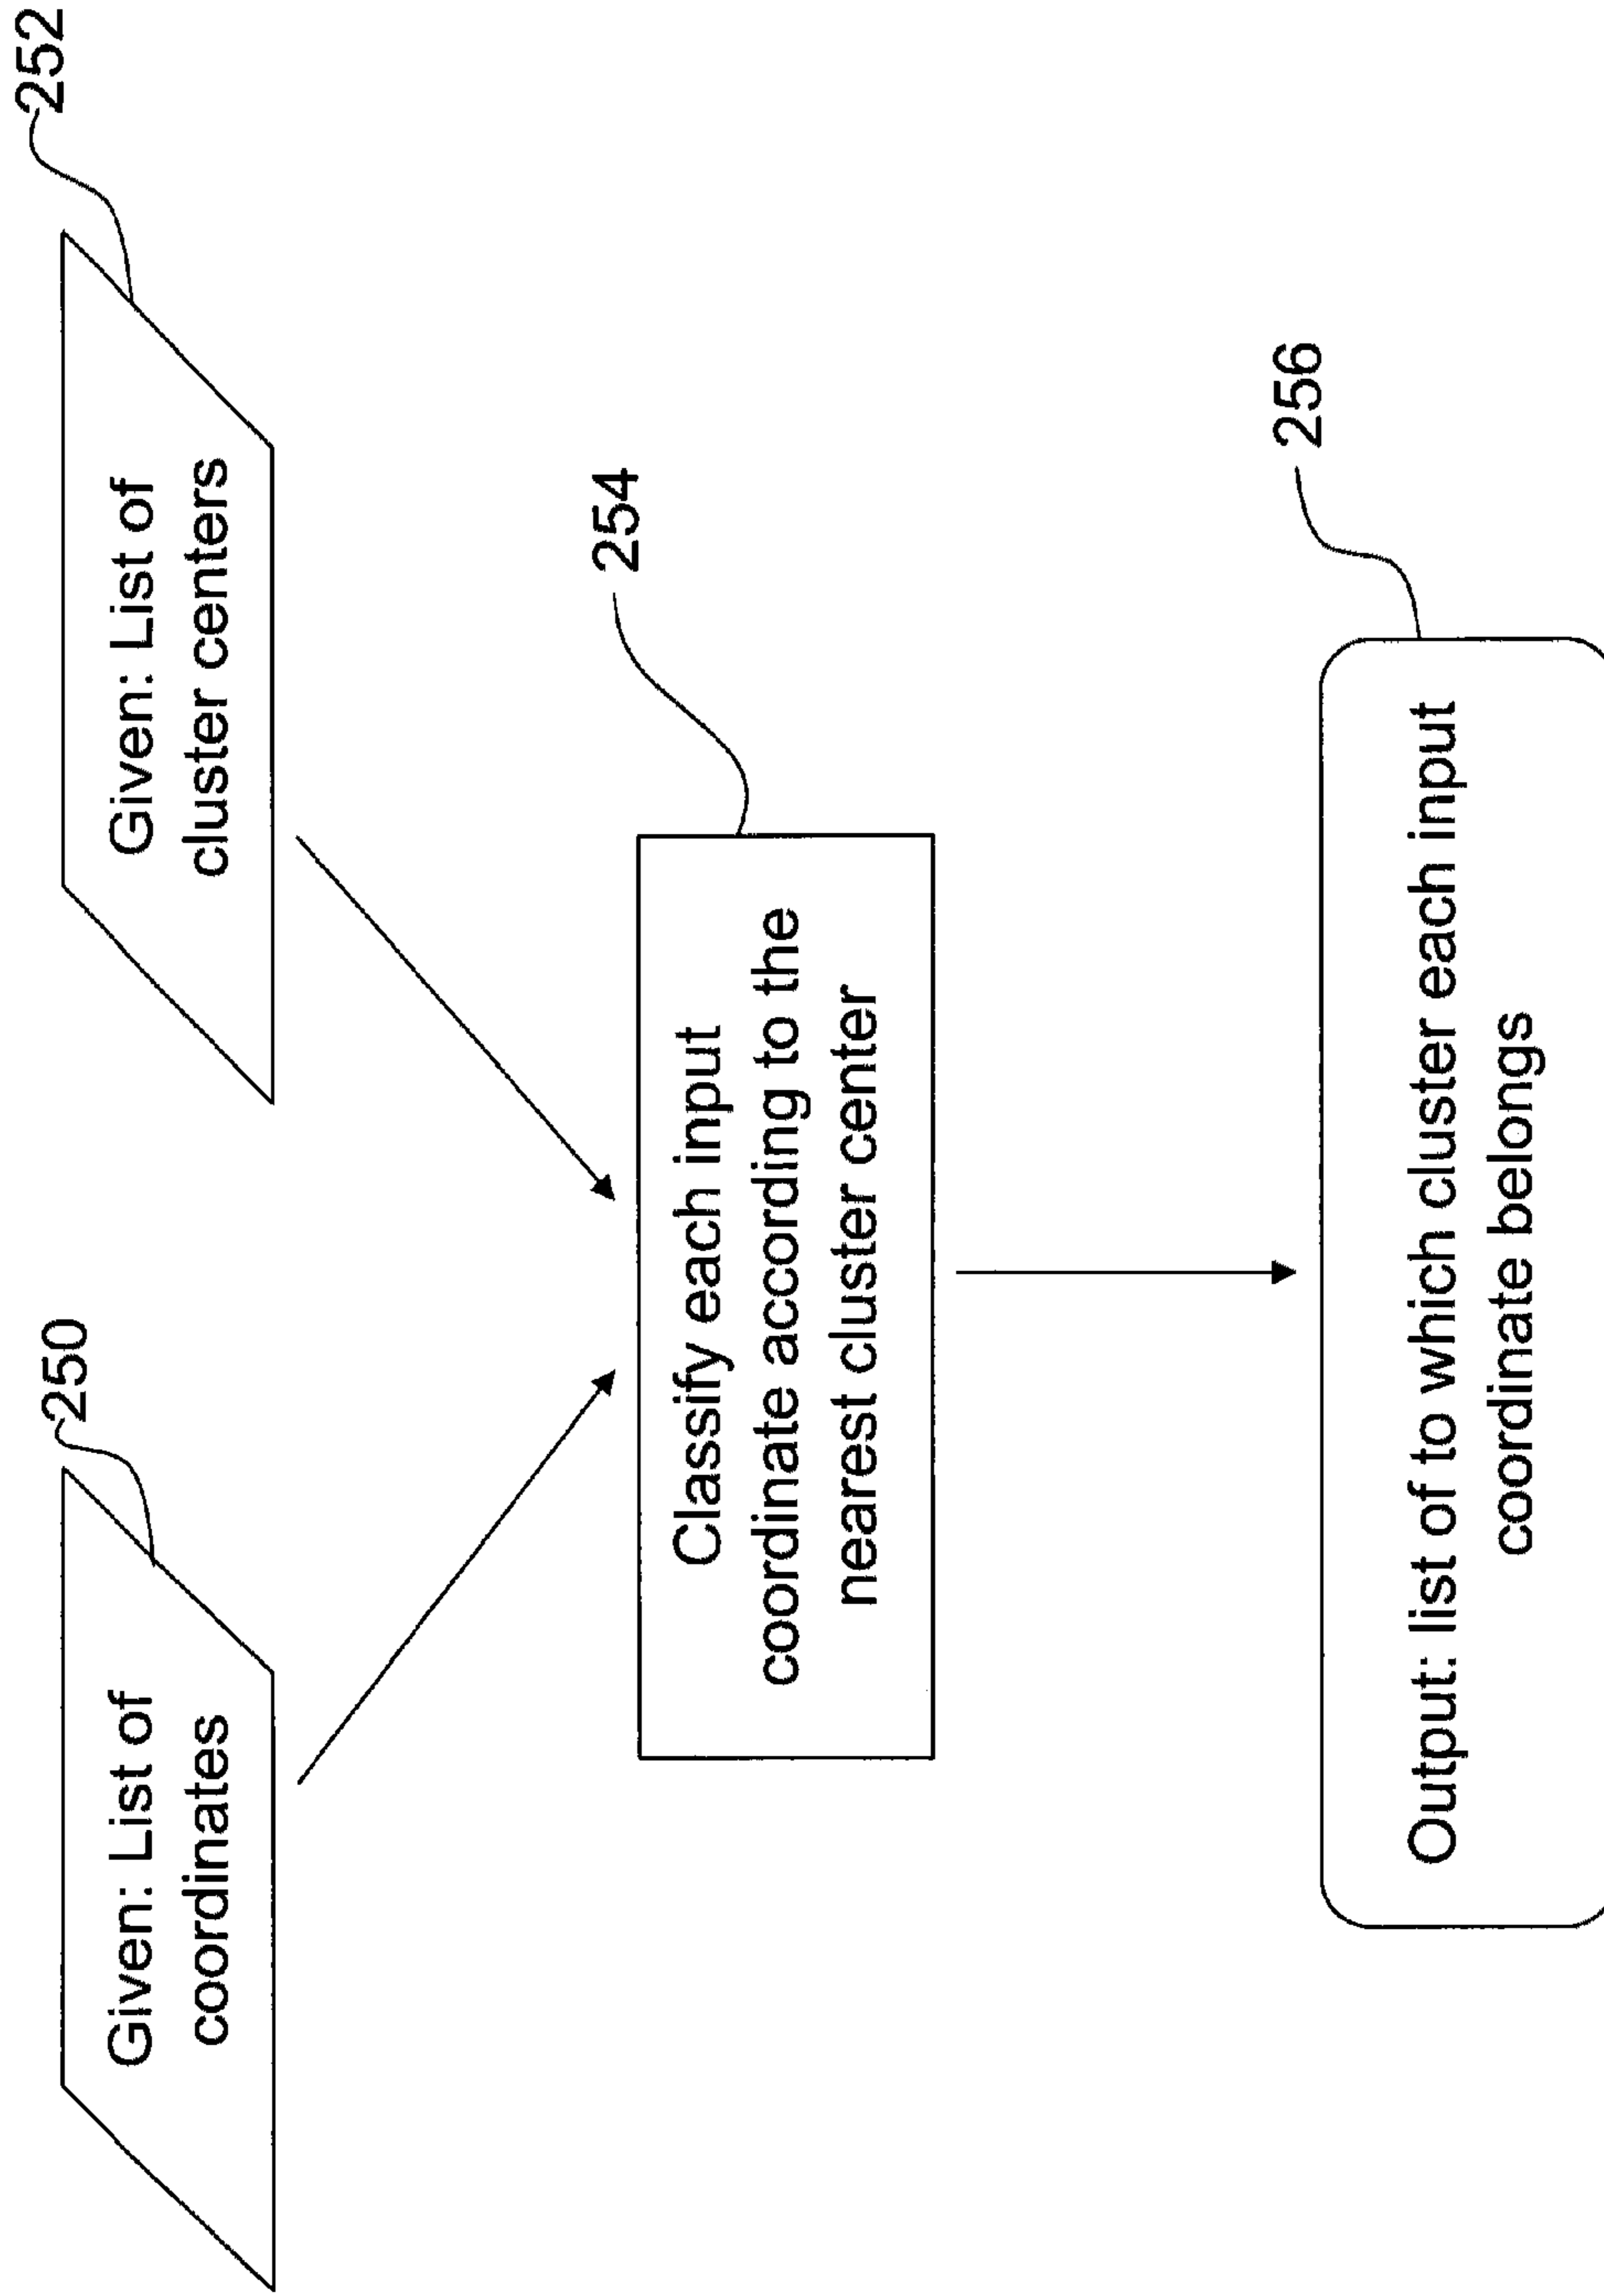 250
Given: List of
coordinates
252
Given: List of
cluster centers
254
Classify each input
coordinate according to the
nearest cluster center
256
Output: list of to which cluster each input
coordinate belongs